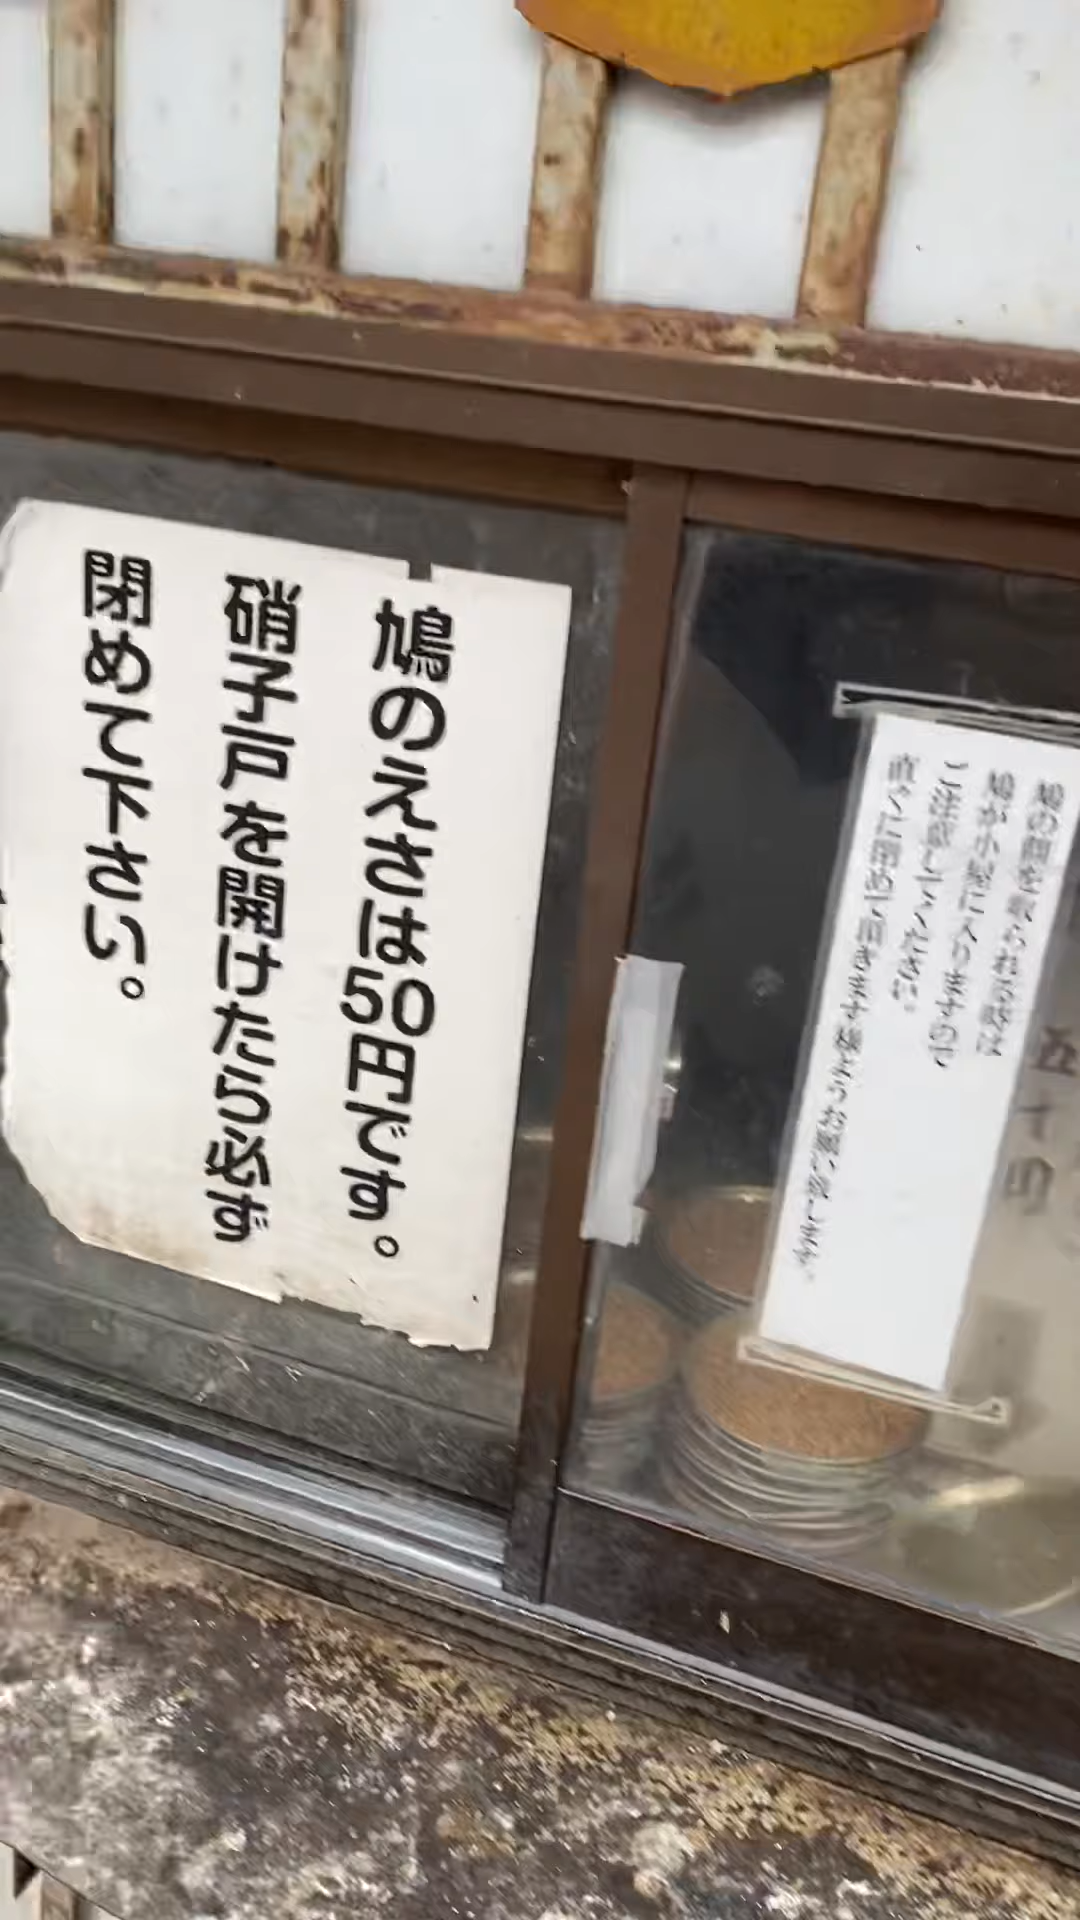 鳩のえさは50円です。
硝子戸を開けたら必ず
閉めて下さい。
鳩の餌を取られる時は
鳩が小屋に入りますので
ご注意してください。
直ぐに閉めて頂きます様ようお願い致します。